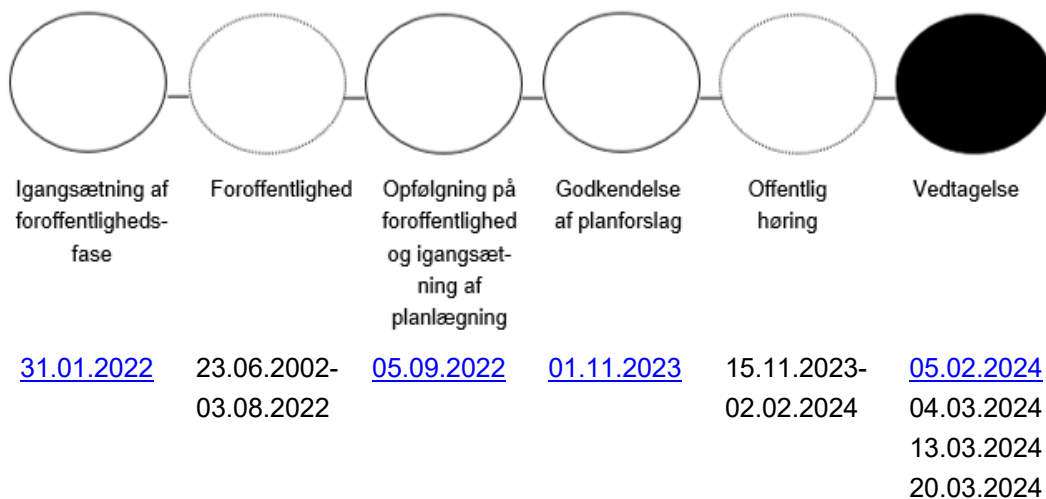 Igangsætning af
foroffentligheds-
fase
Foroffentlighed
Opfølgning på
foroffentlighed
og igangsæt-
ning af
planlægning
Godkendelse
af planforslag
Offentlig
høring
Vedtagelse
31.01.2022
23.06.2002-
03.08.2022
05.09.2022
01.11.2023
15.11.2023-
02.02.2024
05.02.2024
04.03.2024
13.03.2024
20.03.2024